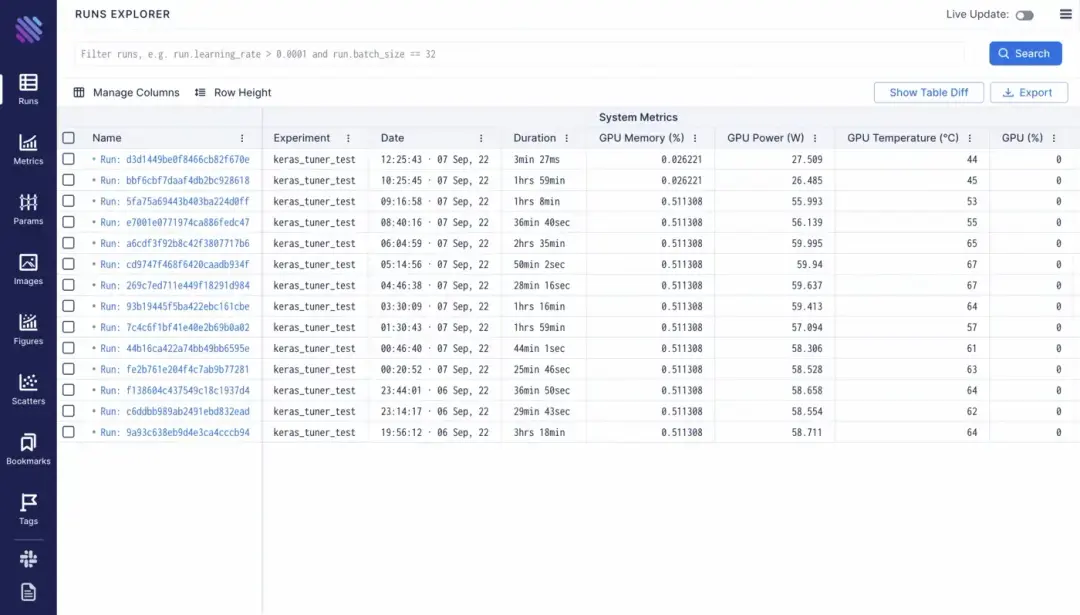 RUNS EXPLORER
Live Update:
Filter runs, e.g. run.learning_rate > 0.0001 and run.batch_size == 32
Search
Manage Columns Row Height
Show Table Diff Export
System Metrics
Name Experiment Date Duration GPU Memory (%) GPU Power (W) GPU Temperature (°C) GPU (%)
Run: d3d1449be0f8466cb82f670e keras_tuner_test 12:25:43 · 07 Sep, 22 3min 27ms 0.026221 27.509 44 0
Run: bbf6cbf7daaf4db2bc928618 keras_tuner_test 10:25:45 · 07 Sep, 22 1hrs 59min 0.026221 26.485 45 0
Run: 5fa75a69443b403ba224d0ff keras_tuner_test 09:16:58 · 07 Sep, 22 1hrs 8min 0.511308 55.993 53 0
Run: e7001e0771974ca886fedc47 keras_tuner_test 08:40:16 · 07 Sep, 22 36min 40sec 0.511308 56.139 55 0
Run: a6cdf3f92b8c42f3807717b6 keras_tuner_test 06:04:59 · 07 Sep, 22 2hrs 35min 0.511308 59.995 65 0
Run: cd9747f468f6420caadb934f keras_tuner_test 05:14:56 · 07 Sep, 22 50min 2sec 0.511308 59.94 67 0
Run: 269c7ed711e449f18291d984 keras_tuner_test 04:46:38 · 07 Sep, 22 28min 16sec 0.511308 59.637 67 0
Run: 93b19445f5ba422ebc161cbe keras_tuner_test 03:30:09 · 07 Sep, 22 1hrs 16min 0.511308 59.413 64 0
Run: 7c4c6f1bf41e40e2b69b0a02 keras_tuner_test 01:30:43 · 07 Sep, 22 1hrs 59min 0.511308 57.094 57 0
Run: 44b16ca422a74bb49bb6595e keras_tuner_test 00:46:40 · 07 Sep, 22 44min 1sec 0.511308 58.306 61 0
Run: fe2b761e204f4c7ab9b77281 keras_tuner_test 00:20:52 · 07 Sep, 22 25min 46sec 0.511308 58.528 63 0
Run: f138604c437549c18c1937d4 keras_tuner_test 23:44:01 · 06 Sep, 22 36min 50sec 0.511308 58.658 64 0
Run: c6ddbb989ab2491ebd832ead keras_tuner_test 23:14:17 · 06 Sep, 22 29min 43sec 0.511308 58.554 62 0
Run: 9a93c638eb9d4e3ca4cccb94 keras_tuner_test 19:56:12 · 06 Sep, 22 3hrs 18min 0.511308 58.711 64 0
Runs
Metrics
Params
Images
Figures
Scatters
Bookmarks
Tags